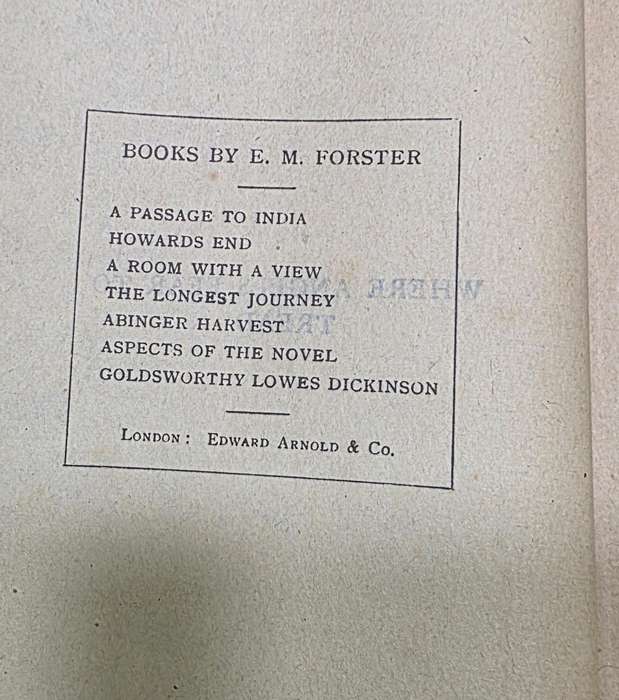 BOOKS BY E. M. FORSTER
A PASSAGE TO INDIA
HOWARDS END
A ROOM WITH A VIEW
THE LONGEST JOURNEY
ABINGER HARVEST
ASPECTS OF THE NOVEL
GOLDSWORTHY LOWES DICKINSON
LONDON: EDWARD ARNOLD & CO.